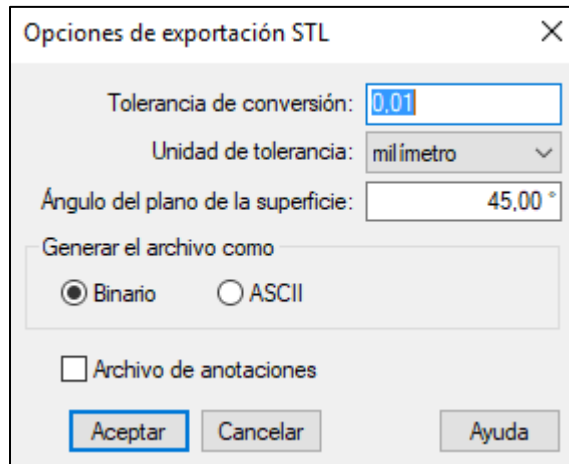 Opciones de exportación STL
Tolerancia de conversión: 0,01
Unidad de tolerancia: milímetro
Ángulo del plano de la superficie: 45,00 °
Generar el archivo como
Binario ASCII
Archivo de anotaciones
Aceptar Cancelar Ayuda